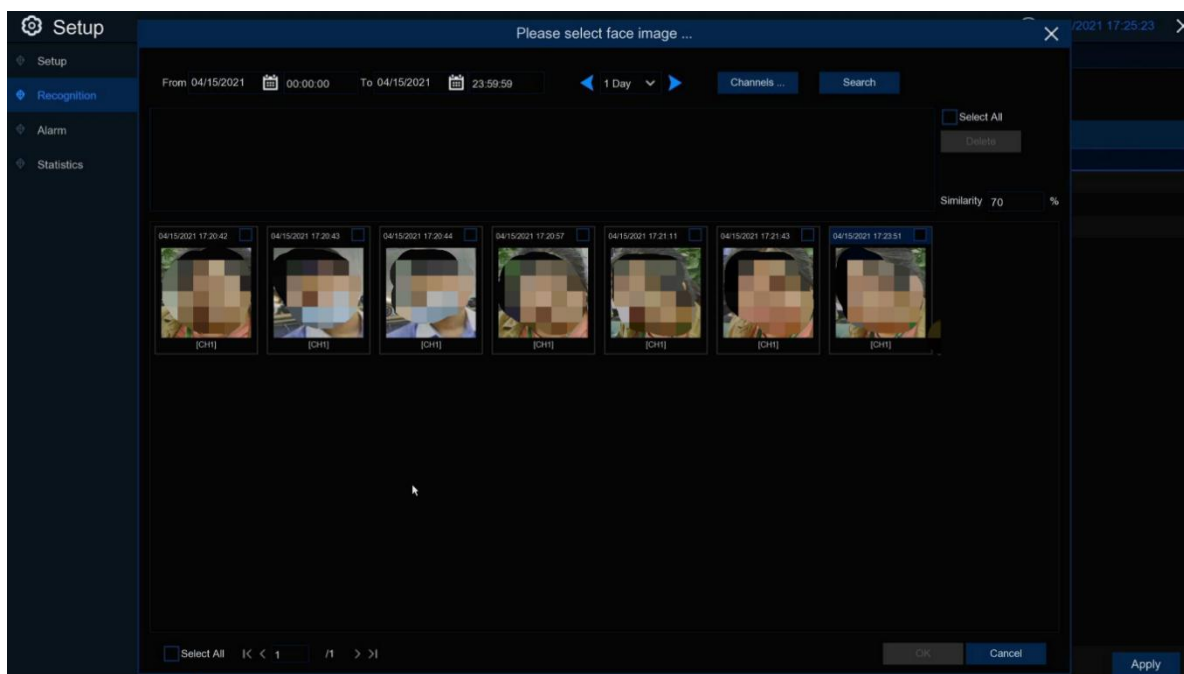 Setup
Please select face image ...
/2021 17:25:23
Setup
Recognition
Alarm
Statistics
From 04/15/2021 00:00:00 To 04/15/2021 23:59:59 1 Day Channels ... Search
Select All
Delete
Similarity 70 %
04/15/2021 17:20:42 04/15/2021 17:20:43 04/15/2021 17:20:44 04/15/2021 17:20:57 04/15/2021 17:21:11 04/15/2021 17:21:43 04/15/2021 17:23:51
[CH1] [CH1] [CH1] [CH1] [CH1] [CH1] [CH1]
Select All |< < 1 /1 > >|
OK Cancel
Apply